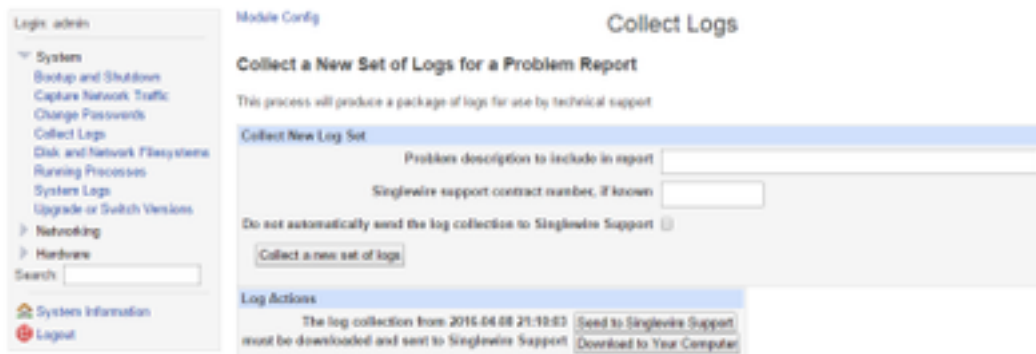 Login: admin
System
Bootup and Shutdown
Capture Network Traffic
Change Passwords
Collect Logs
Disk and Network Filesystems
Running Processes
System Logs
Upgrade or Switch Versions
Networking
Hardware
Search:
System Information
Logout
Module Config
Collect Logs
Collect a New Set of Logs for a Problem Report
This process will produce a package of logs for use by technical support
Collect New Log Set
Problem description to include in report
Singlewire support contract number, if known
Do not automatically send the log collection to Singlewire Support
Collect a new set of logs
Log Actions
The log collection from 2016-04-08 21:10:03 Send to Singlewire Support
must be downloaded and sent to Singlewire Support Download to Your Computer